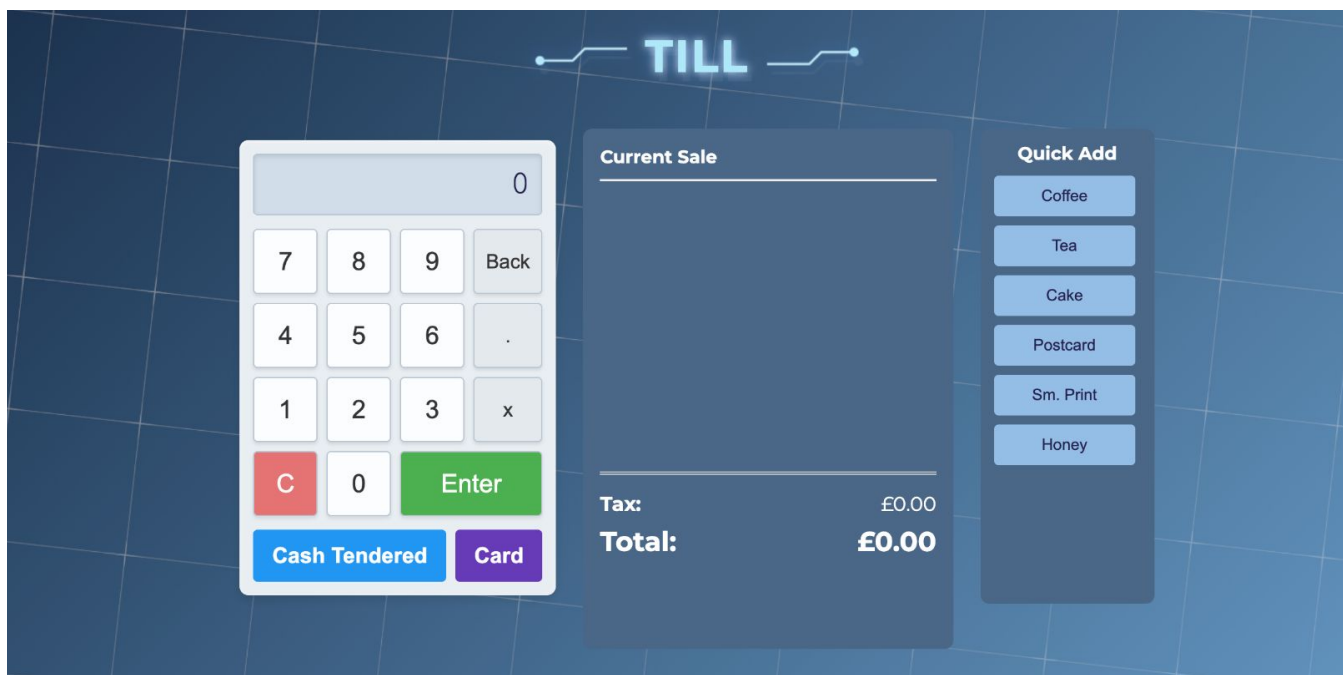 TILL
0
7 8 9 Back
4 5 6 .
1 2 3 x
C 0 Enter
Cash Tendered Card
Current Sale
Tax: £0.00
Total: £0.00
Quick Add
Coffee
Tea
Cake
Postcard
Sm. Print
Honey